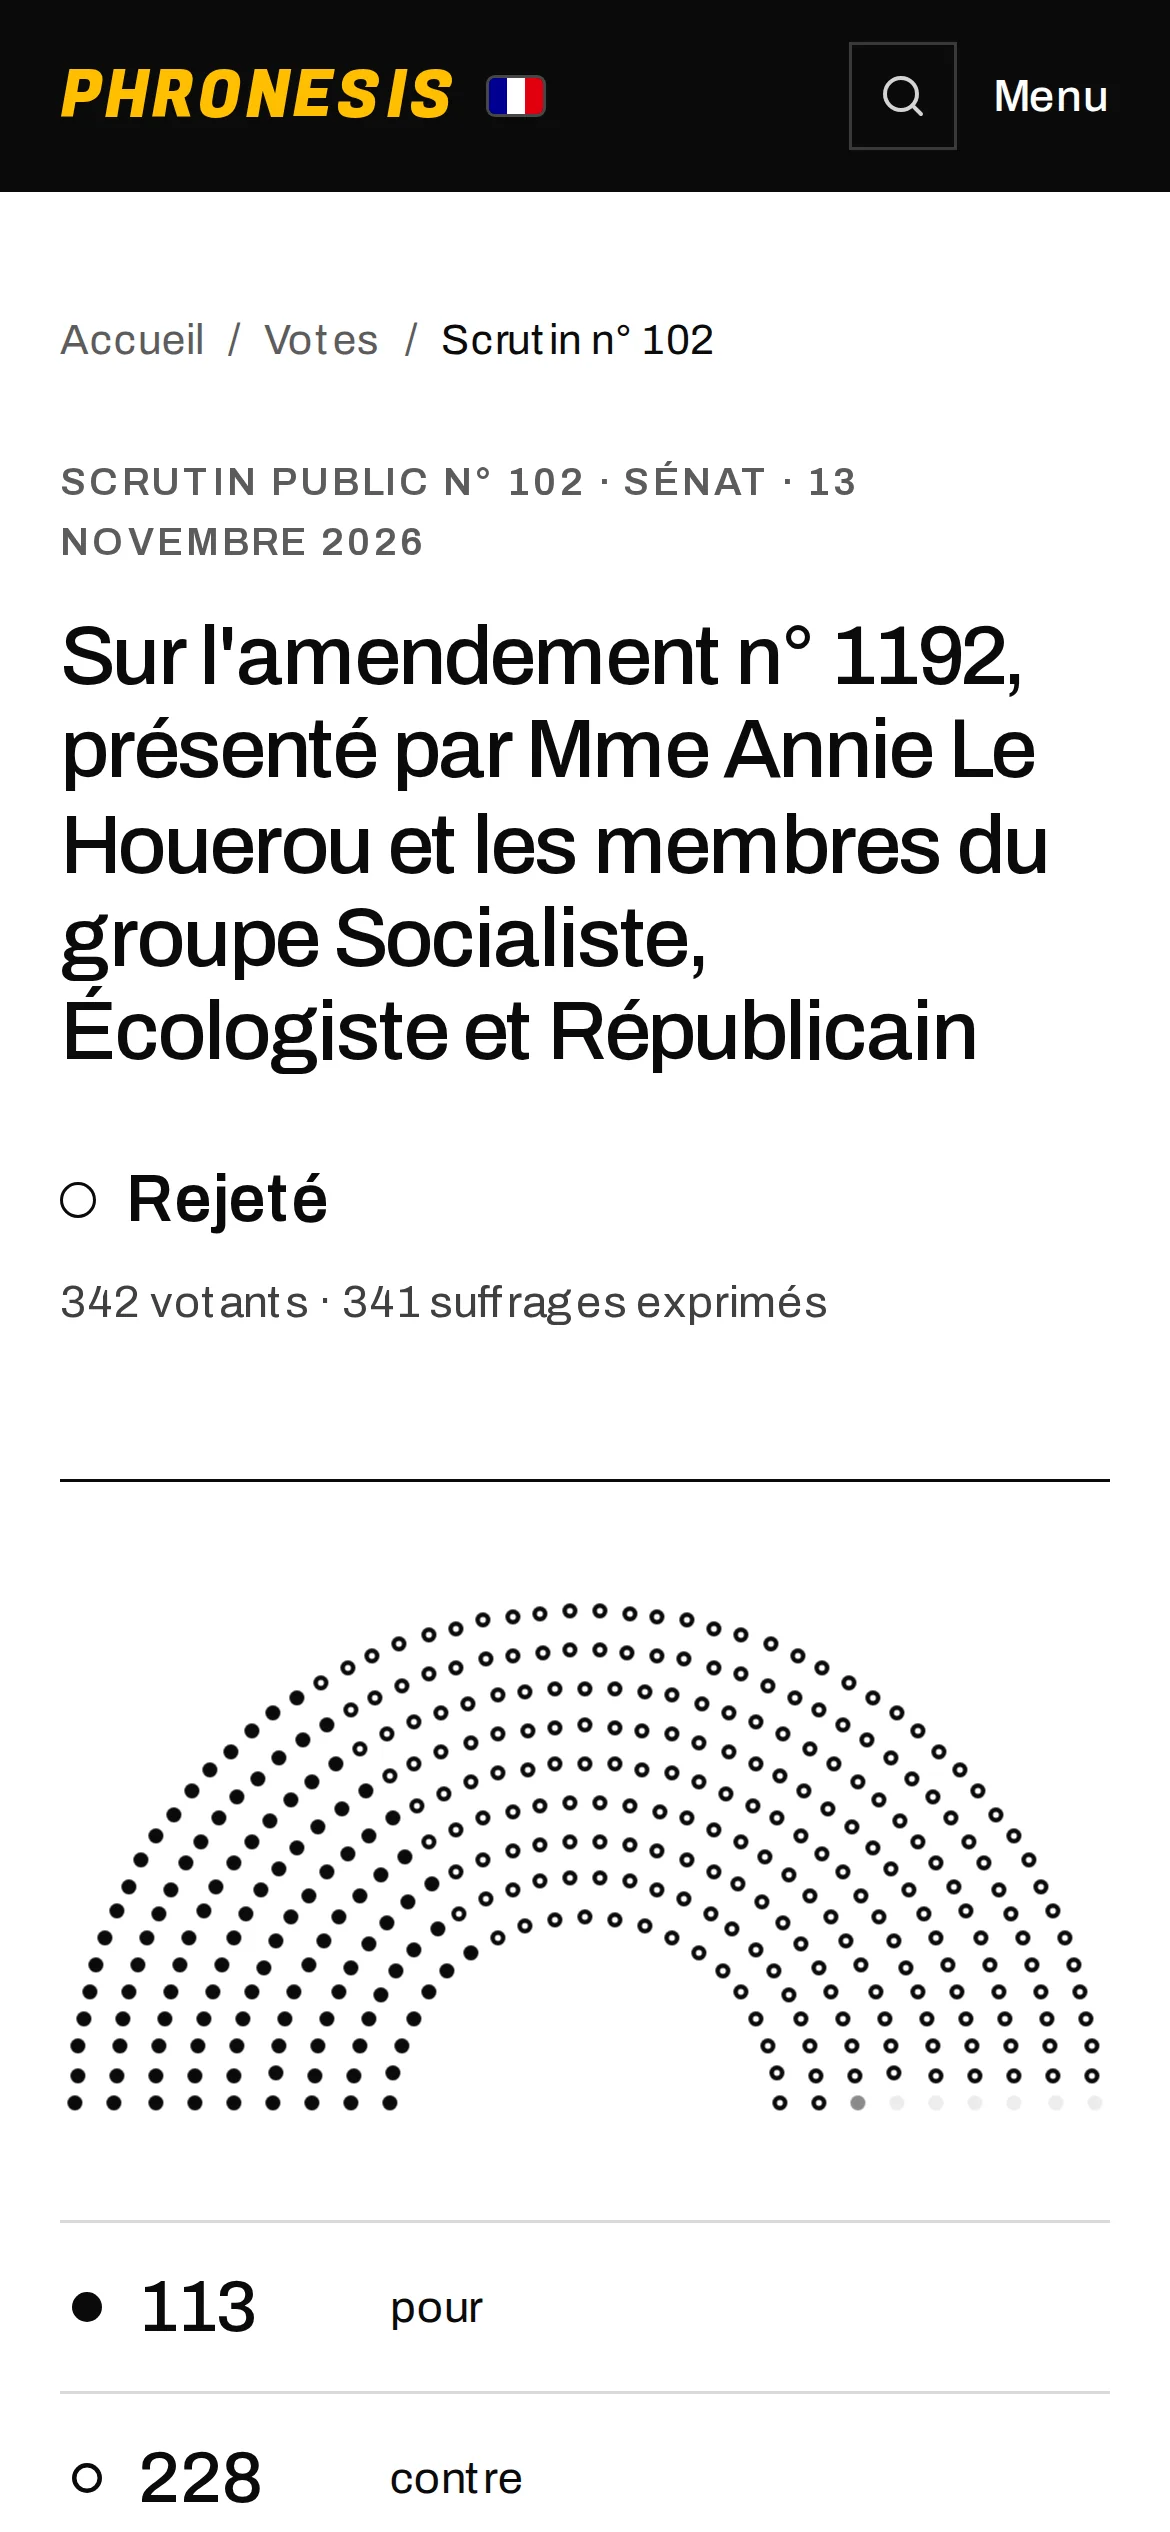 PHRONESIS
Menu
Accueil / Votes / Scrutin n° 102
SCRUTIN PUBLIC N° 102 · SÉNAT · 13
NOVEMBRE 2026
Sur l'amendement n° 1192,
présenté par Mme Annie Le
Houerou et les membres du
groupe Socialiste,
Écologiste et Républicain
Rejeté
342 votants · 341 suffrages exprimés
113 pour
228 contre